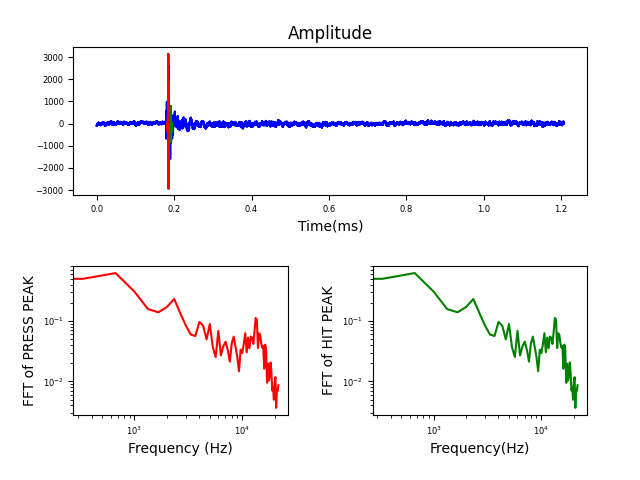 Amplitude
3000
2000
1000
0
−1000
−2000
−3000
0.0 0.2 0.4 0.6 0.8 1.0 1.2
Time(ms)
FFT of PRESS PEAK
10⁻¹
10⁻²
10³ 10⁴
Frequency (Hz)
FFT of HIT PEAK
10⁻¹
10⁻²
10³ 10⁴
Frequency(Hz)